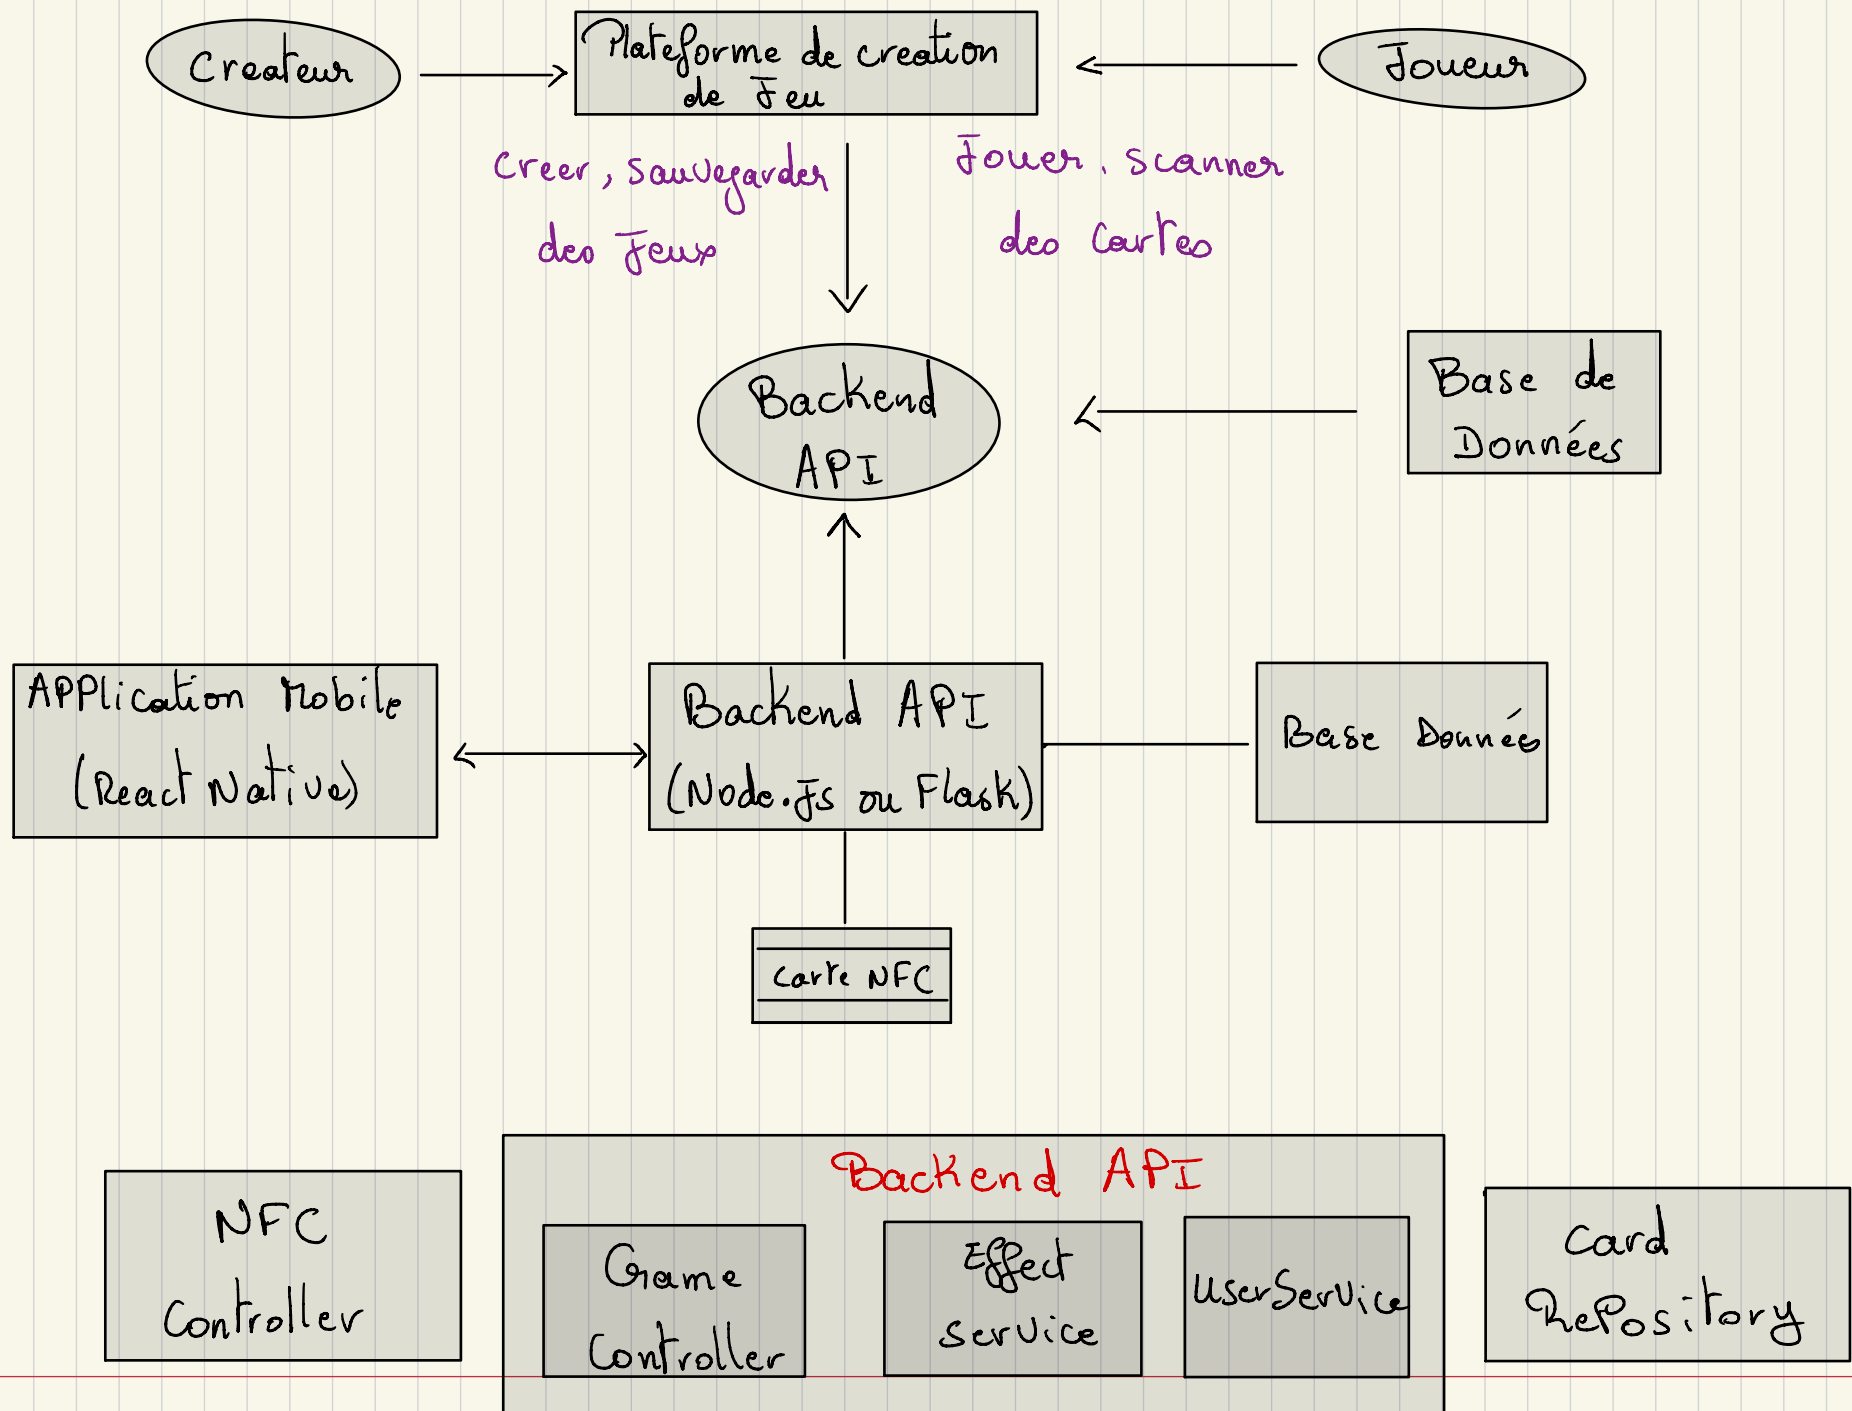 Createur
Plateforme de creation
de Jeu
Joueur
Creer, sauvegarder
des Jeux
Jouer, scanner
des Cartes
Backend
API
Base de
Données
APPlication Mobile
(React Native)
Backend API
(Node.Js ou Flask)
Base Données
Carte NFC
Backend API
NFC
Controller
Game
Controller
Effect
Service
UserService
Card
RePository